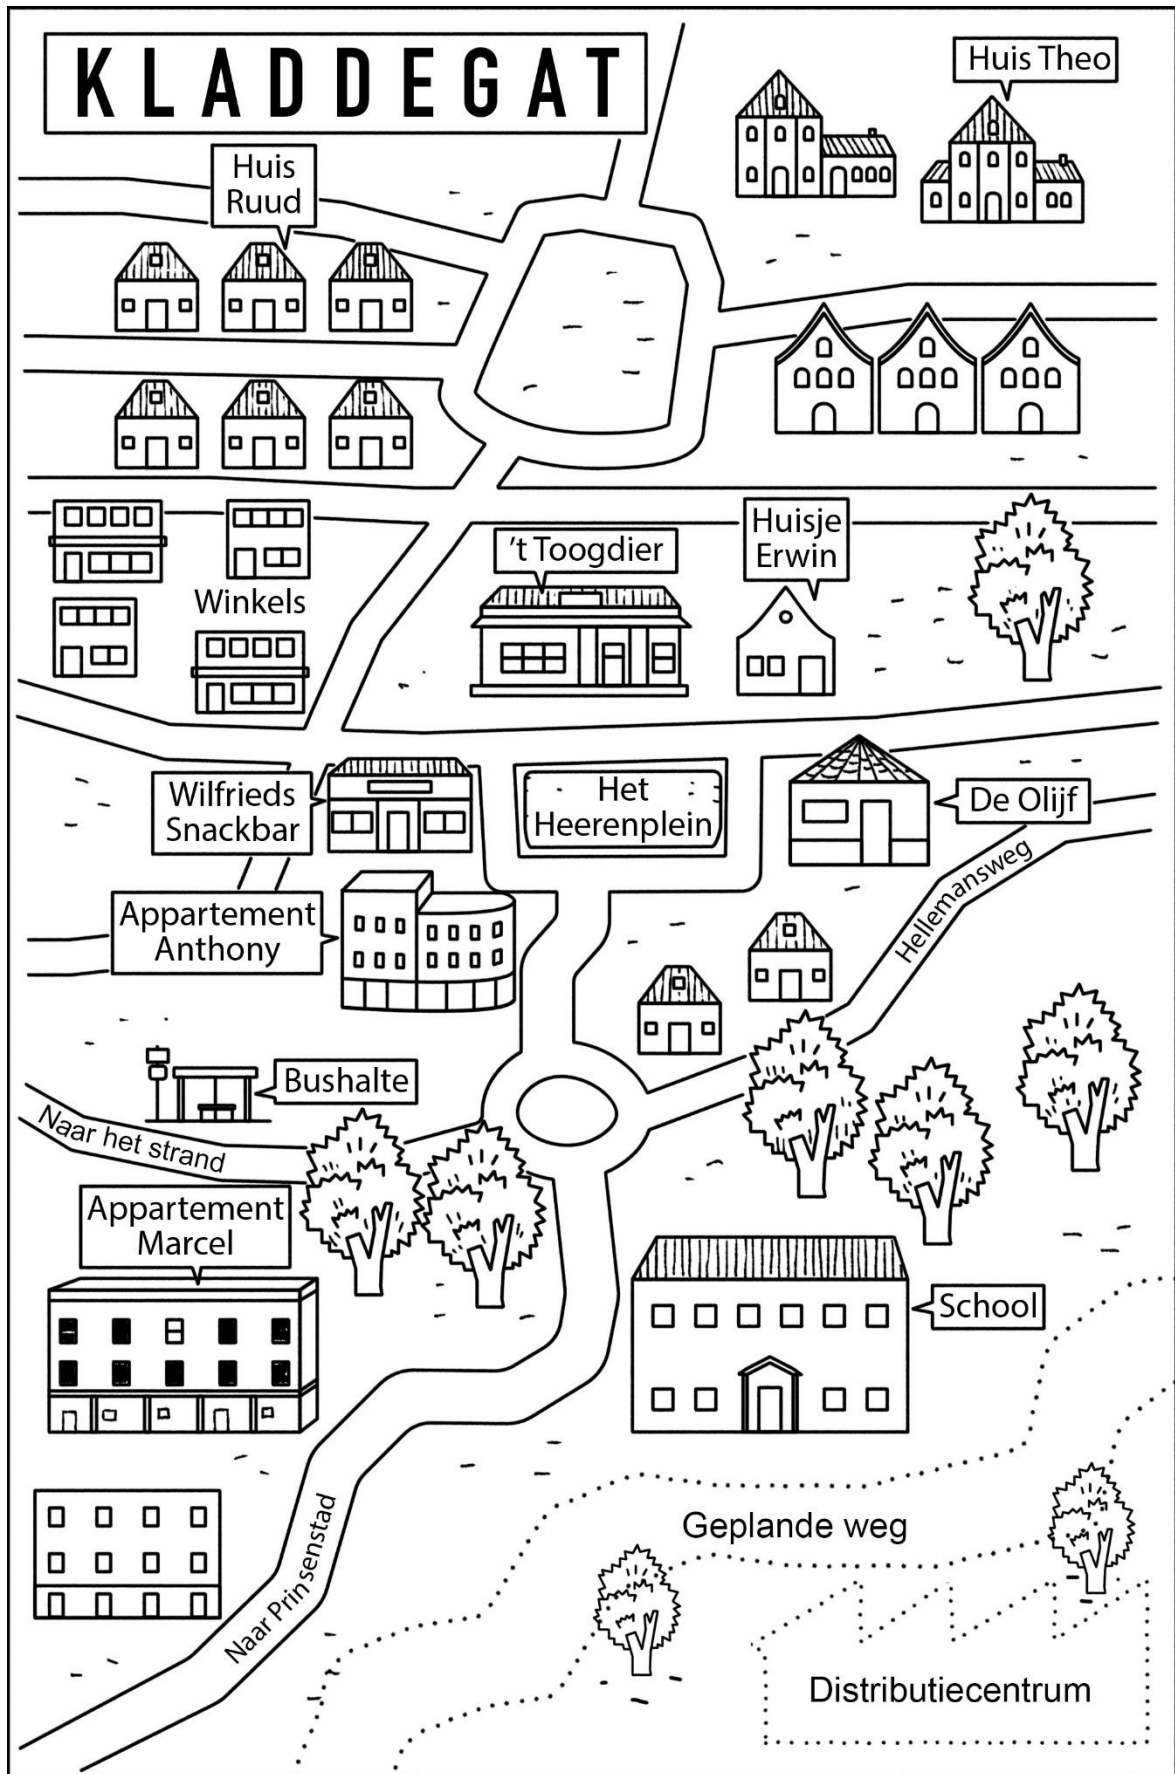 KLADDEGAT
Huis Theo
Huis
Ruud
't Toogdier
Huisje
Erwin
Winkels
Wilfrieds
Snackbar
Het
Heerenplein
De Olijf
Hellemansweg
Appartement
Anthony
Bushalte
Naar het strand
Appartement
Marcel
School
Geplande weg
Naar Prinsenstad
Distributiecentrum